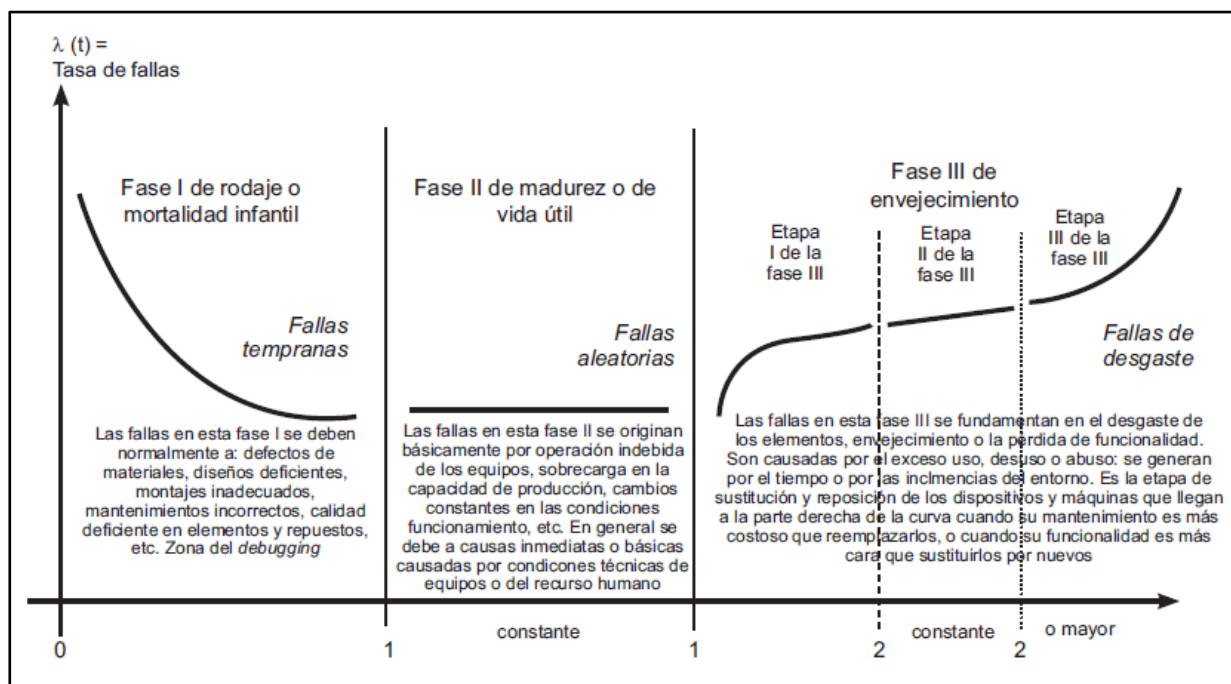 λ (t) =
Tasa de fallas
Fase I de rodaje o
mortalidad infantil
Fallas
tempranas
Las fallas en esta fase I se deben
normalmente a: defectos de
materiales, diseños deficientes,
montajes inadecuados,
mantenimientos incorrectos, calidad
deficiente en elementos y repuestos,
etc. Zona del debugging
Fase II de madurez o de
vida útil
Fallas
aleatorias
Las fallas en esta fase II se originan
básicamente por operación indebida
de los equipos, sobrecarga en la
capacidad de producción, cambios
constantes en las condiciones
funcionamiento, etc. En general se
debe a causas inmediatas o básicas
causadas por condicones técnicas de
equipos o del recurso humano
Fase III de
envejecimiento
Etapa
I de la
fase III
Etapa
II de la
fase III
Etapa
III de la
fase III
Fallas de
desgaste
Las fallas en esta fase III se fundamentan en el desgaste de
los elementos, envejecimiento o la pérdida de funcionalidad.
Son causadas por el exceso uso, desuso o abuso: se generan
por el tiempo o por las inclmencias del entorno. Es la etapa de
sustitución y reposición de los dispositivos y máquinas que llegan
a la parte derecha de la curva cuando su mantenimiento es más
costoso que reemplazarlos, o cuando su funcionalidad es más
cara que sustituirlos por nuevos
constante constante o mayor
0 1 1 2 2